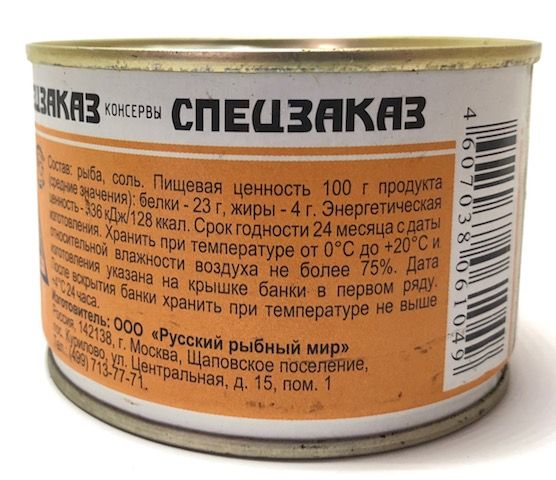 ЕЦЗАКАЗ КОНСЕРВЫ СПЕЦЗАКАЗ
Состав: рыба, соль. Пищевая ценность 100 г продукта
(средние значения): белки - 23 г, жиры - 4 г. Энергетическая
ценность - 536 кДж/128 ккал. Срок годности 24 месяца с даты
изготовления. Хранить при температуре от 0°С до +20°С и
относительной влажности воздуха не более 75%. Дата
изготовления указана на крышке банки в первом ряду.
После вскрытия банки хранить при температуре не выше
°С 24 часа.
Изготовитель: ООО «Русский рыбный мир»
Россия, 142138, г. Москва, Щаповское поселение,
пос. Курилово, ул. Центральная, д. 15, пом. 1
тел. (499) 713-77-71.
4 607038 061049